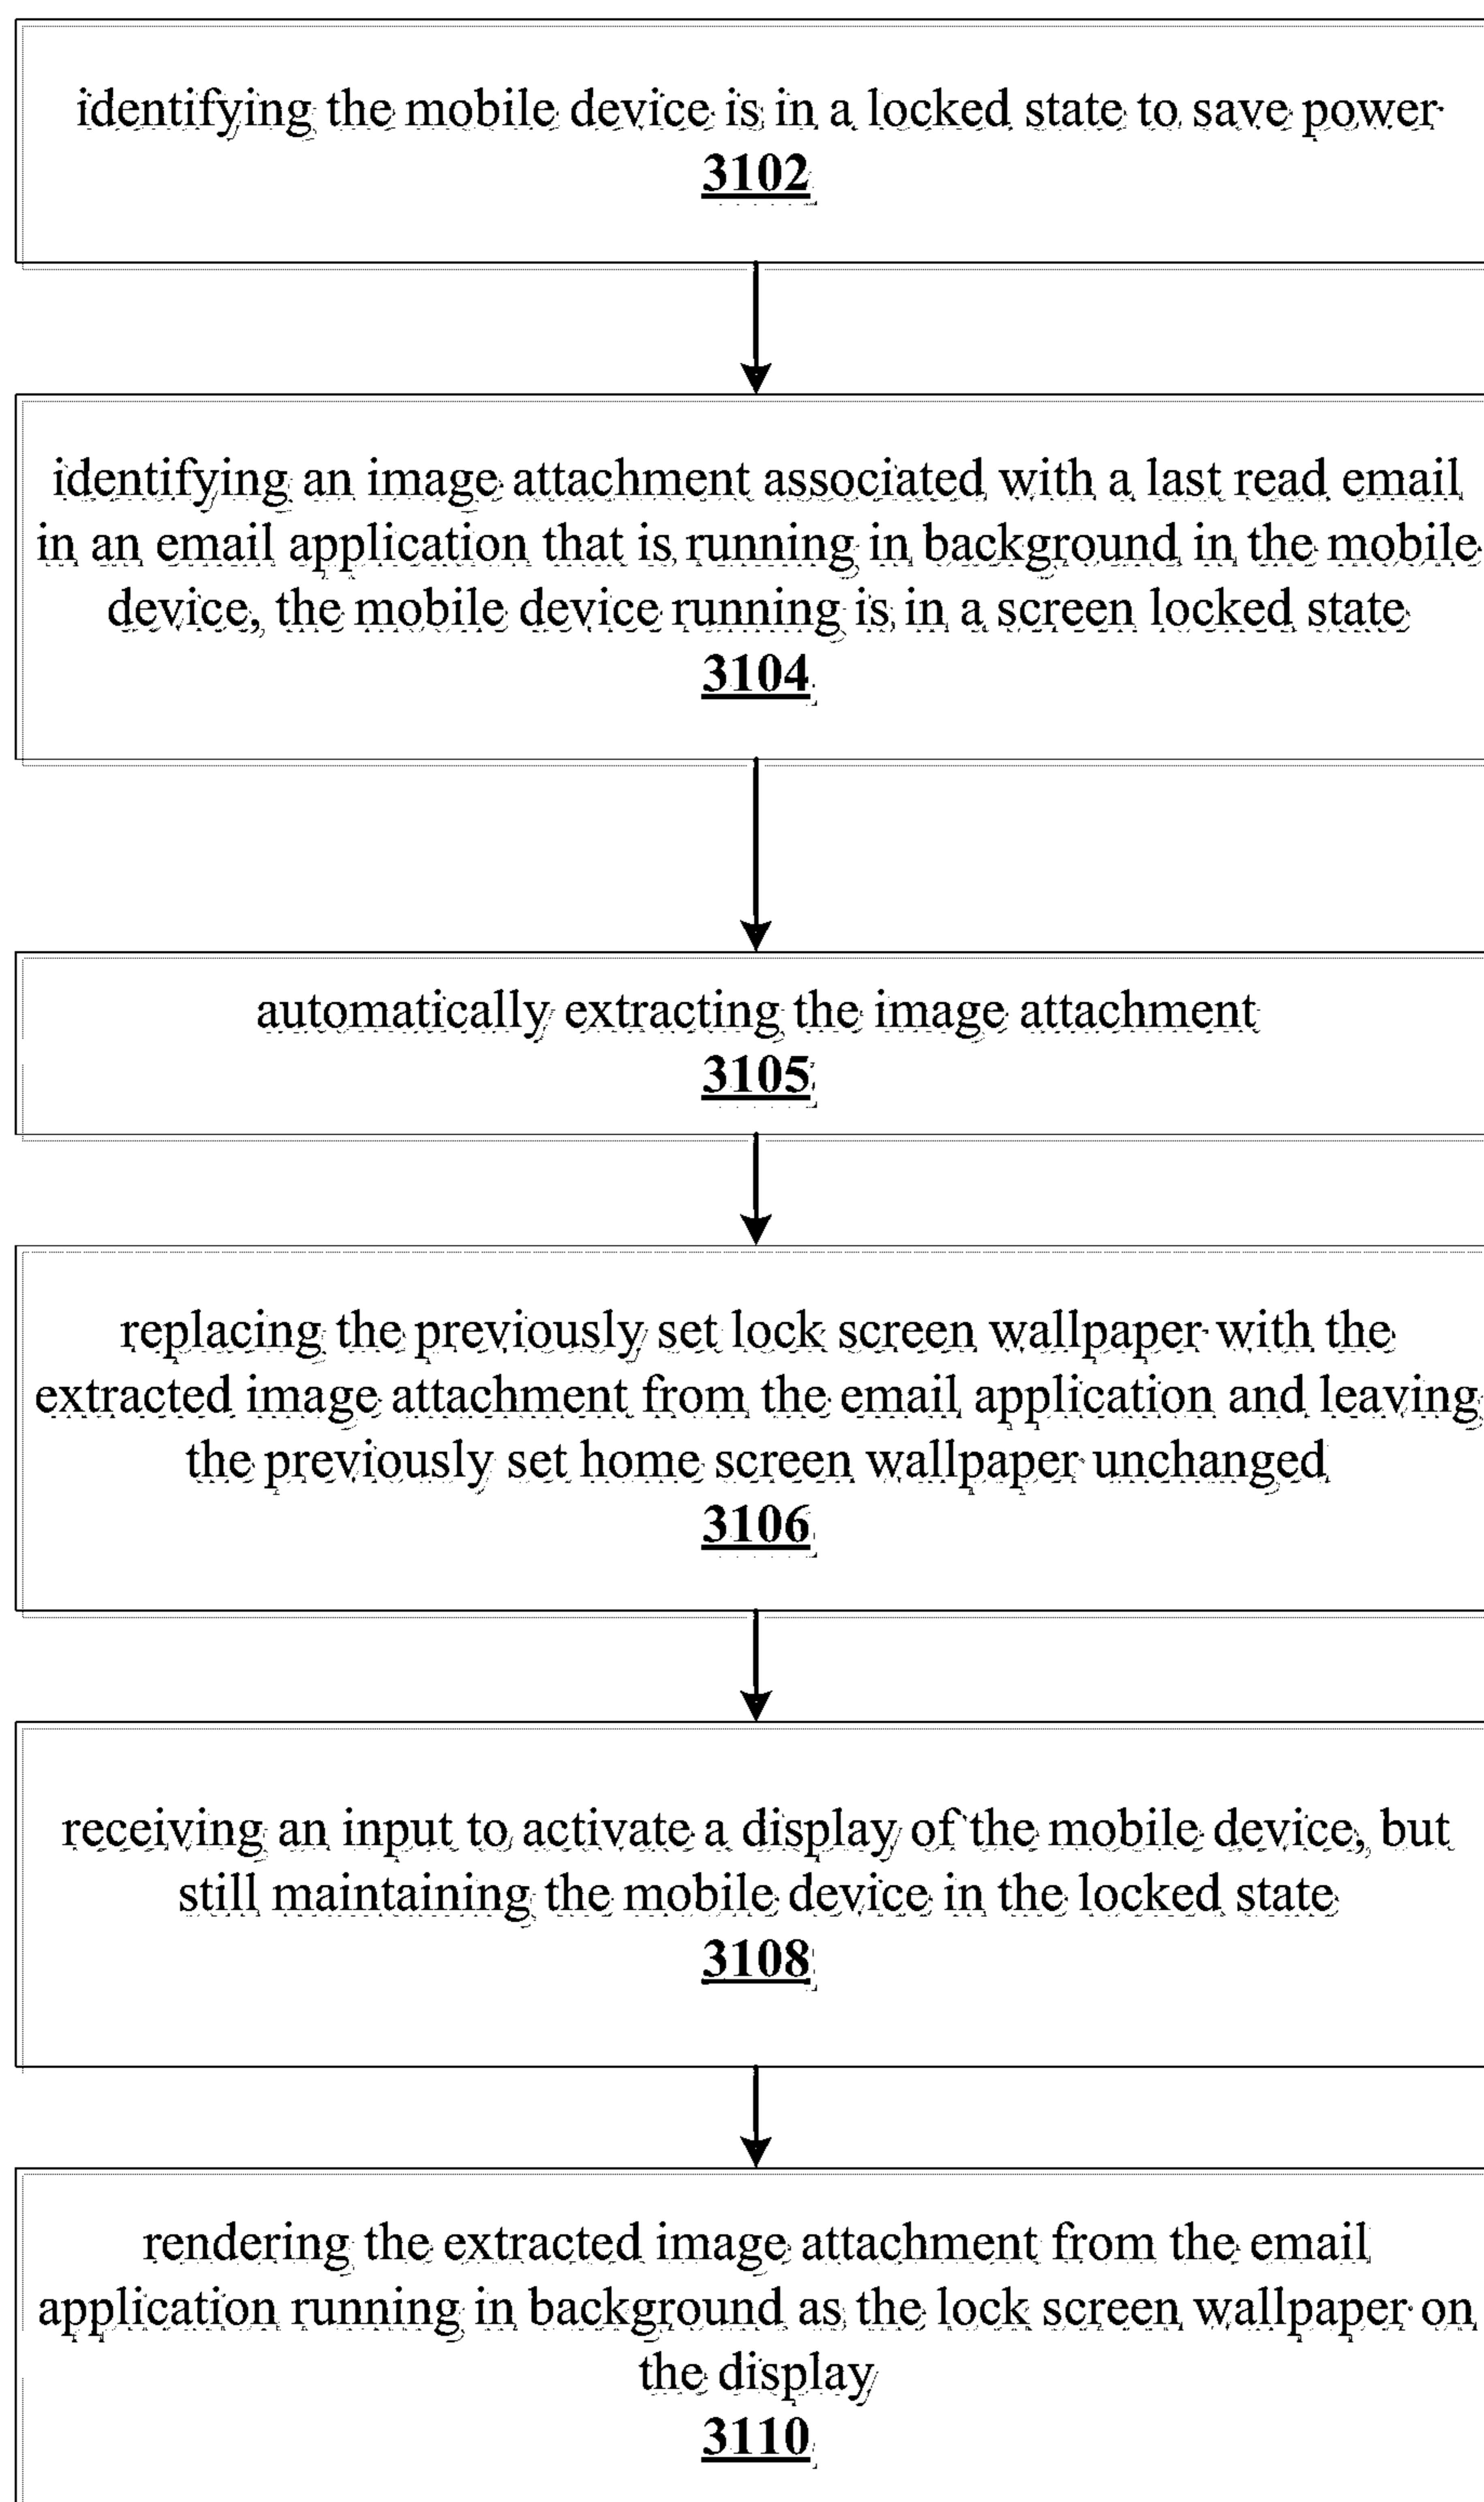 identifying the mobile device is in a locked state to save power
3102
identifying an image attachment associated with a last read email
in an email application that is running in background in the mobile
device, the mobile device running is in a screen locked state
3104
automatically extracting the image attachment
3105
replacing the previously set lock screen wallpaper with the
extracted image attachment from the email application and leaving
the previously set home screen wallpaper unchanged
3106
receiving an input to activate a display of the mobile device, but
still maintaining the mobile device in the locked state
3108
rendering the extracted image attachment from the email
application running in background as the lock screen wallpaper on
the display
3110